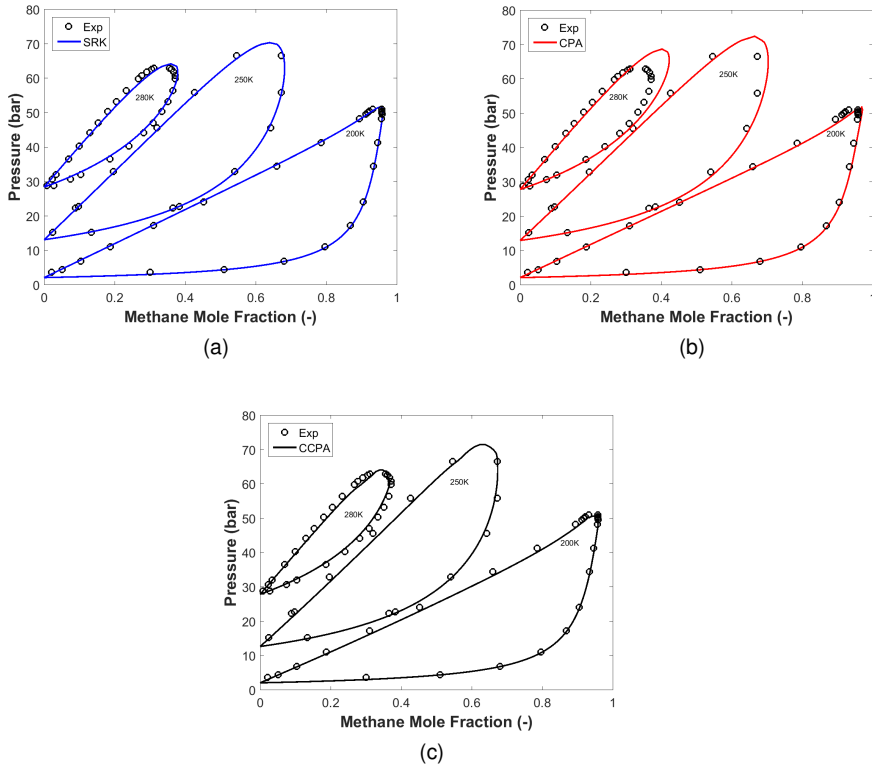 80
70
60
50
40
30
20
10
0
Pressure (bar)
Exp
SRK
280K
250K
200K
0
0.2
0.4
0.6
0.8
1
Methane Mole Fraction (-)
(a)
80
70
60
50
40
30
20
10
0
Pressure (bar)
Exp
CPA
280K
250K
200K
0
0.2
0.4
0.6
0.8
1
Methane Mole Fraction (-)
(b)
80
70
60
50
40
30
20
10
0
Pressure (bar)
Exp
CCPA
280K
250K
200K
0
0.2
0.4
0.6
0.8
1
Methane Mole Fraction (-)
(c)